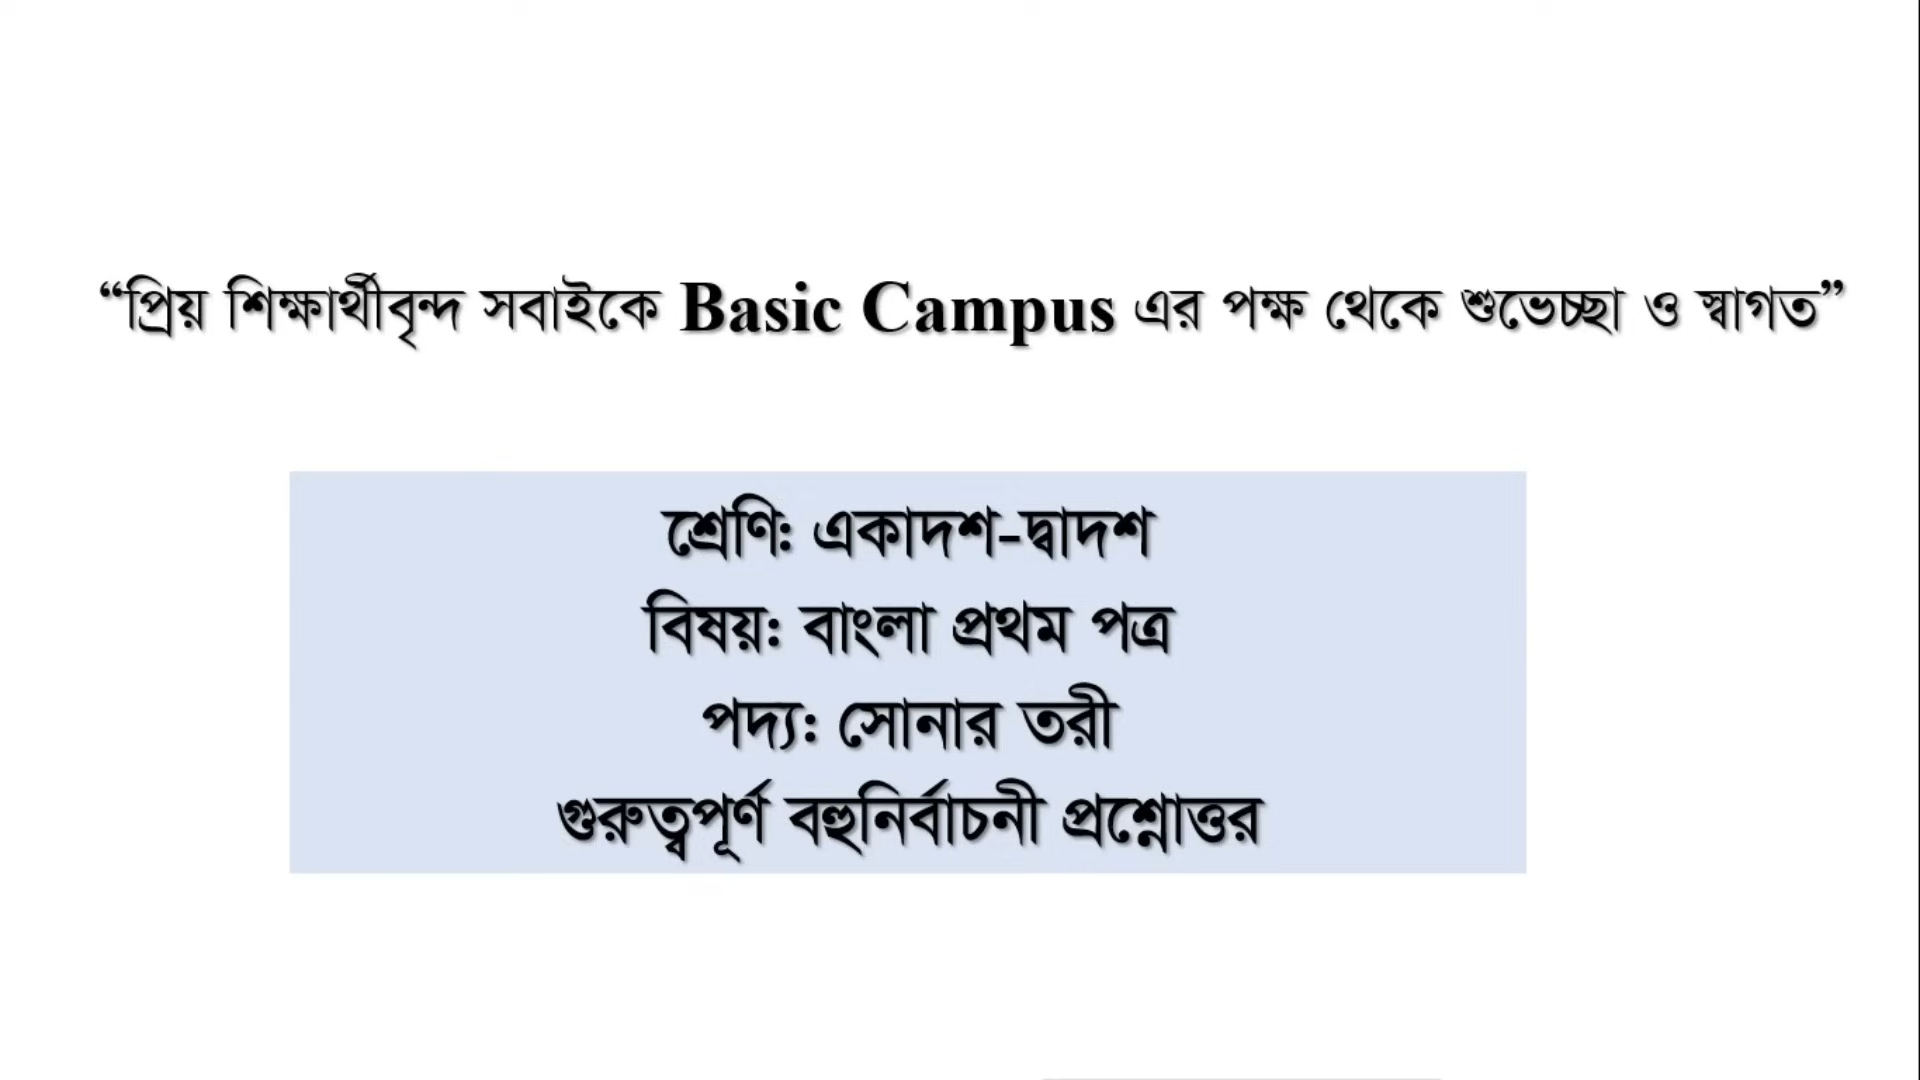 “প্রিয় শিক্ষার্থীবৃন্দ সবাইকে Basic Campus এর পক্ষ থেকে শুভেচ্ছা ও স্বাগত”
শ্রেণি: একাদশ-দ্বাদশ
বিষয়: বাংলা প্রথম পত্র
পদ্য: সোনার তরী
গুরুত্বপূর্ণ বহুনির্বাচনী প্রশ্নোত্তর